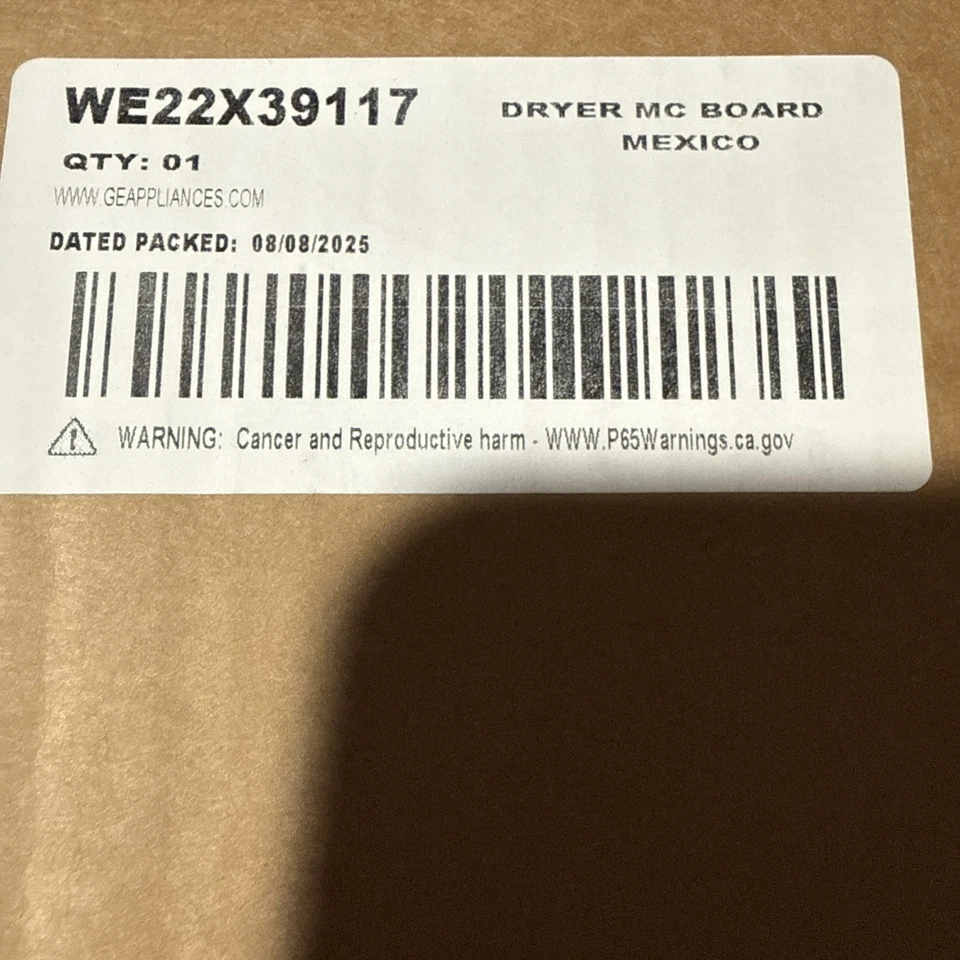 WE22X39117
DRYER MC BOARD
MEXICO
QTY: 01
WWW.GEAPPLIANCES.COM
DATED PACKED: 08/08/2025
WARNING: Cancer and Reproductive harm - WWW.P65Warnings.ca.gov